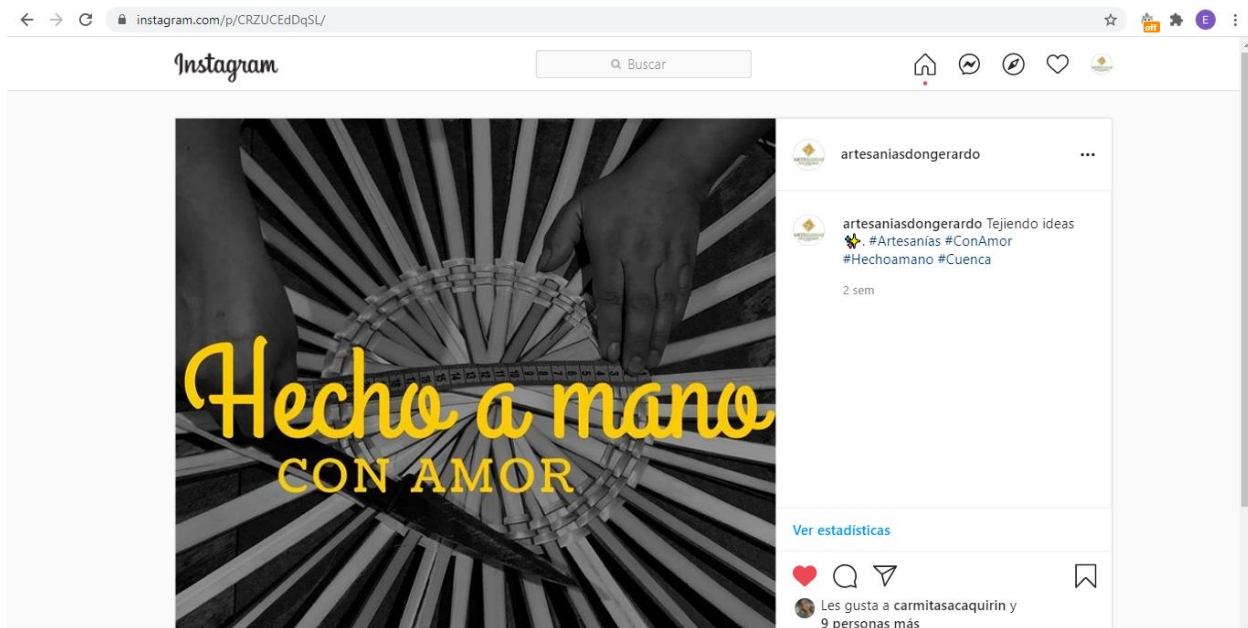 instagram.com/p/CRZUCEdDqSL/
off
E
Instagram
Buscar
artesaniasdongerardo
artesaniasdongerardo Tejiendo ideas
✨. #Artesanías #ConAmor
#Hechoamano #Cuenca
2 sem
Hecho a mano
CON AMOR
Ver estadísticas
Les gusta a carmitasacaquirin y
9 personas más